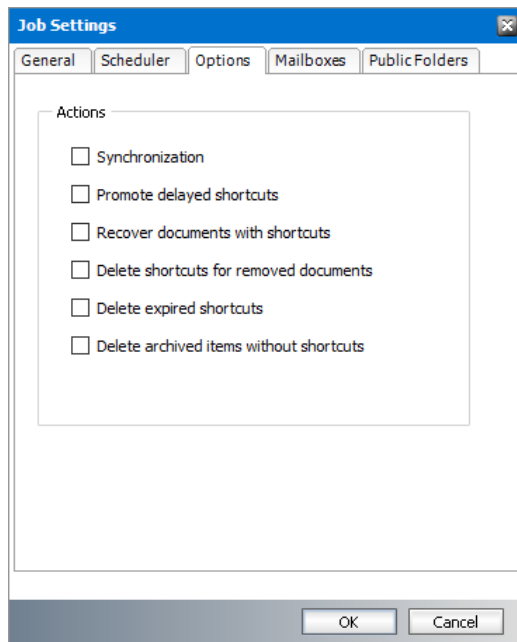 Job Settings
General Scheduler Options Mailboxes Public Folders
Actions
Synchronization
Promote delayed shortcuts
Recover documents with shortcuts
Delete shortcuts for removed documents
Delete expired shortcuts
Delete archived items without shortcuts
OK Cancel